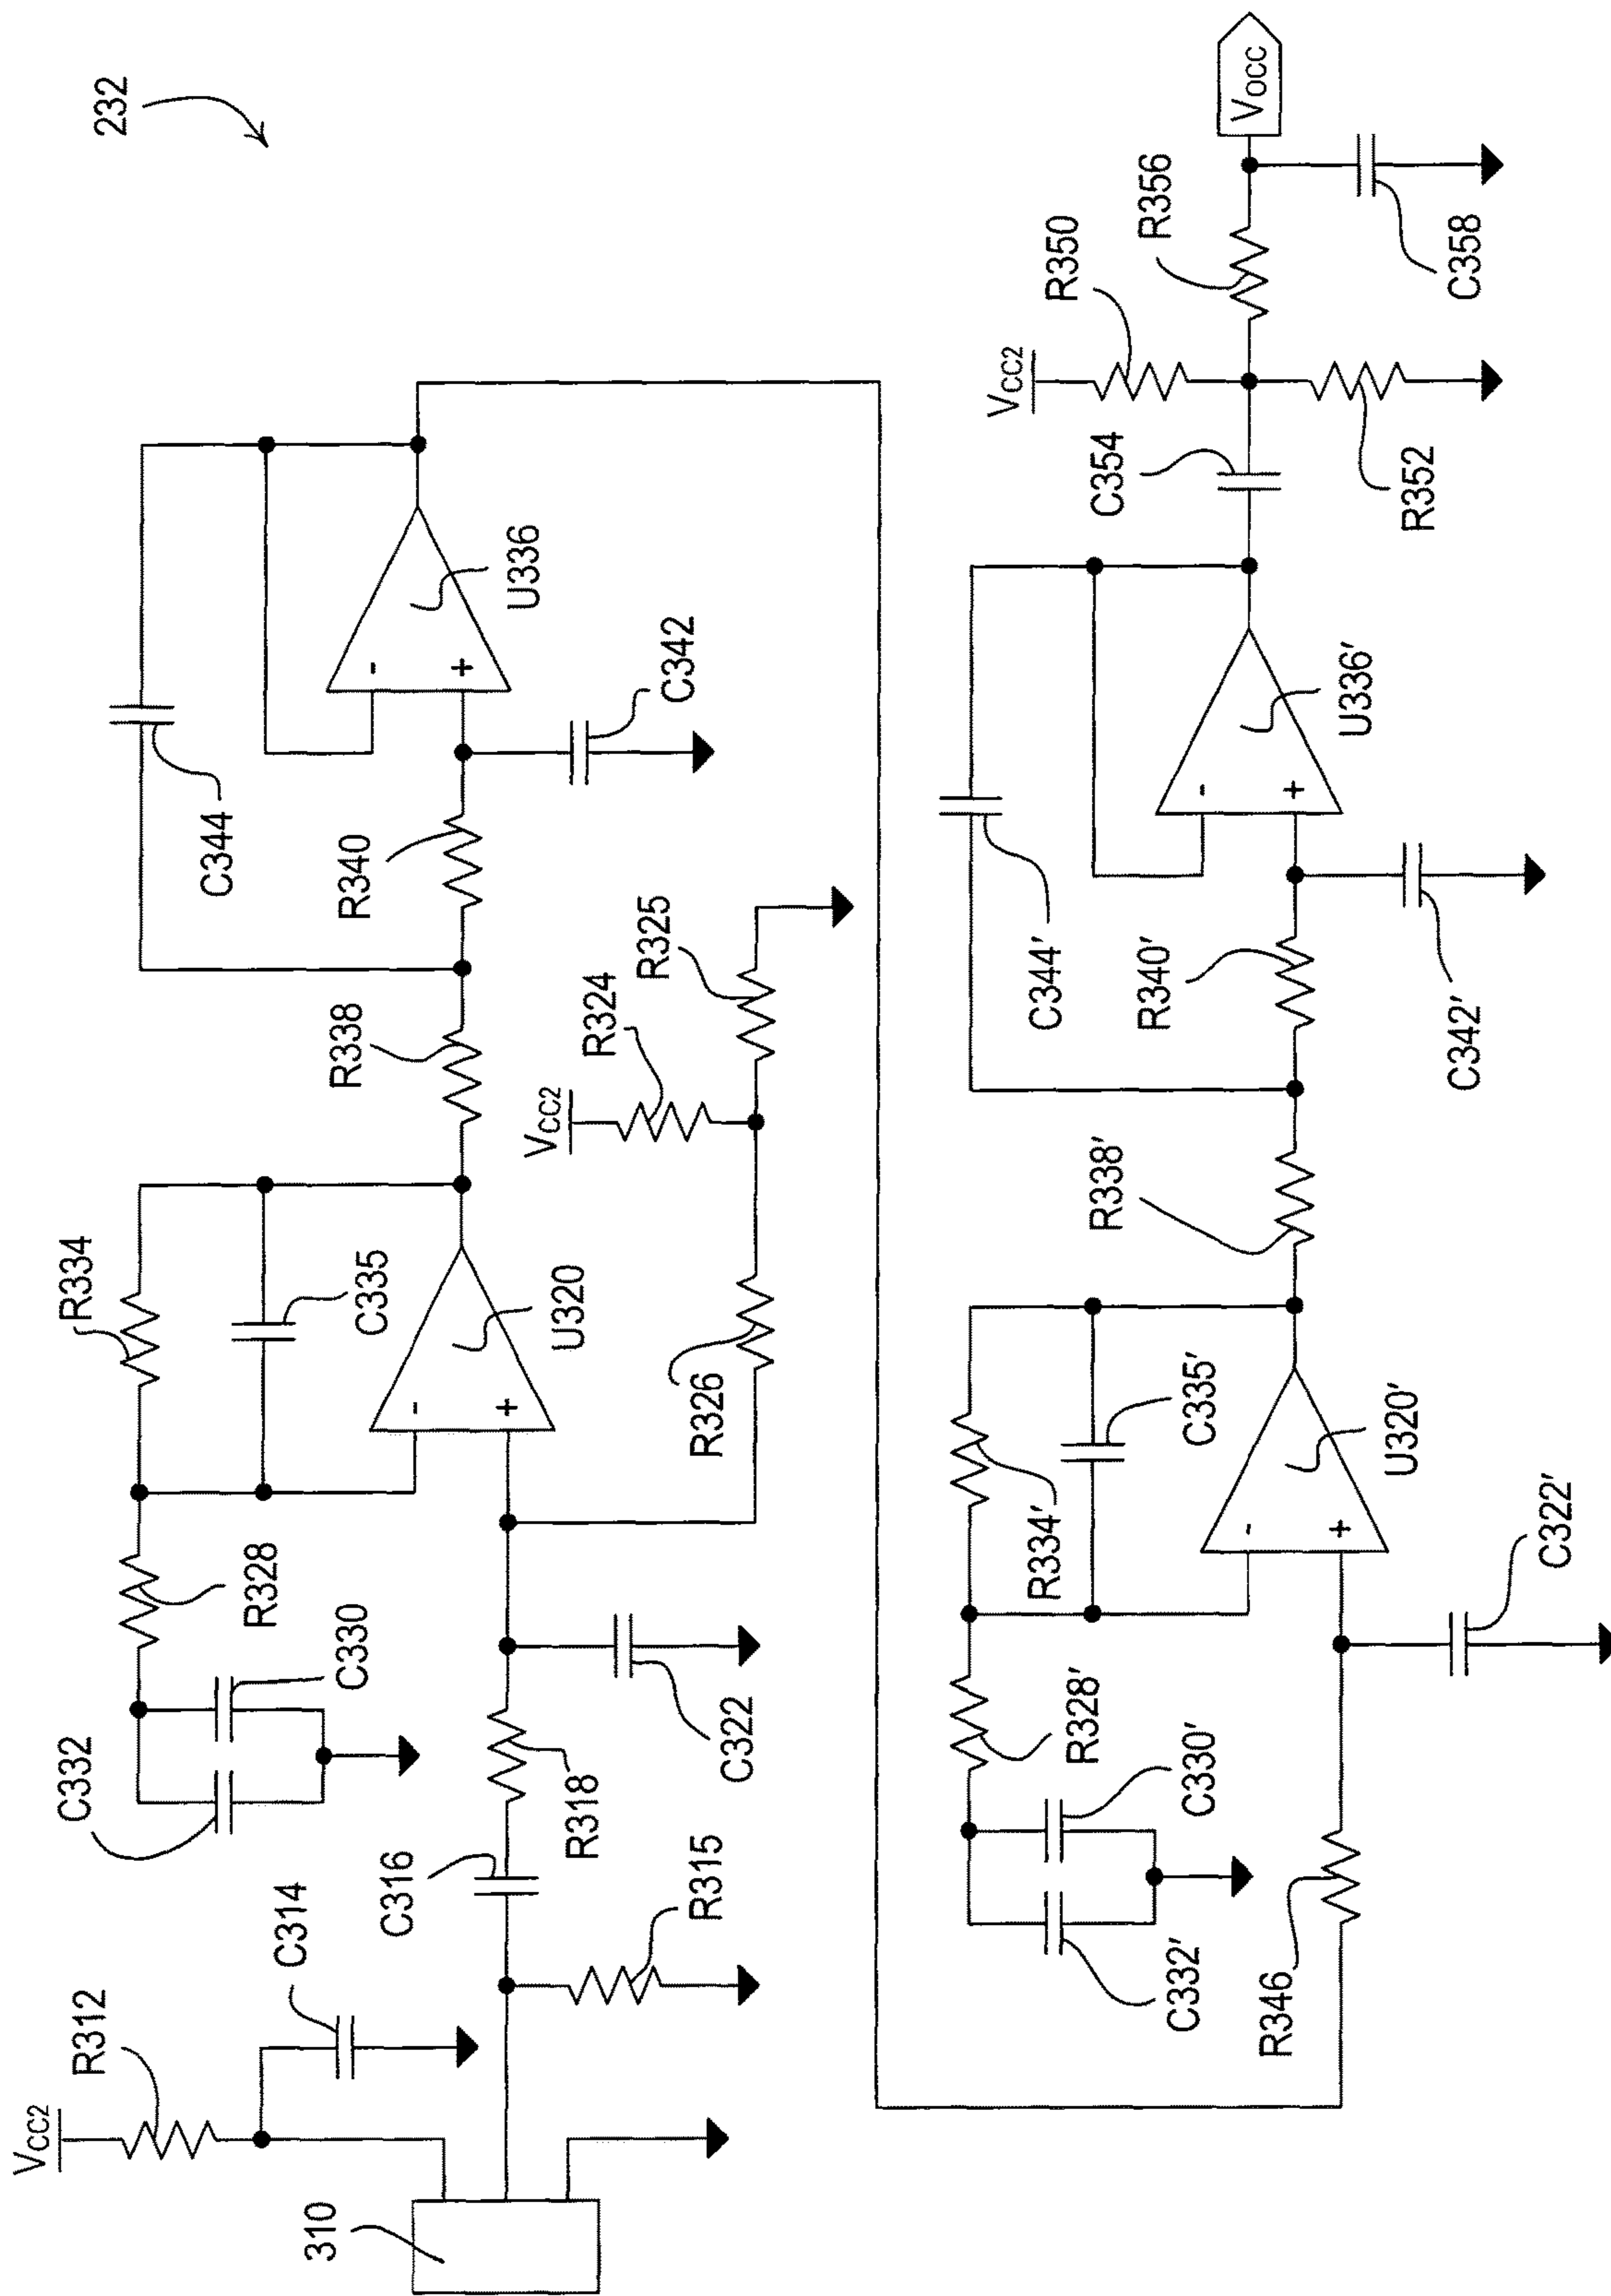 232
VCC2
R312
C314
310
R315
C316
R318
C322
C332
C330
R328
R334
C335
U320
R326
VCC2
R324
R325
R338
R340
C344
C342
U336
R346
C332′
C330′
R328′
R334′
C335′
U320′
C322′
R338′
R340′
C344′
C342′
U336′
C354
VCC2
R350
R352
R356
C358
VOCC
-
+
-
+
-
+
-
+